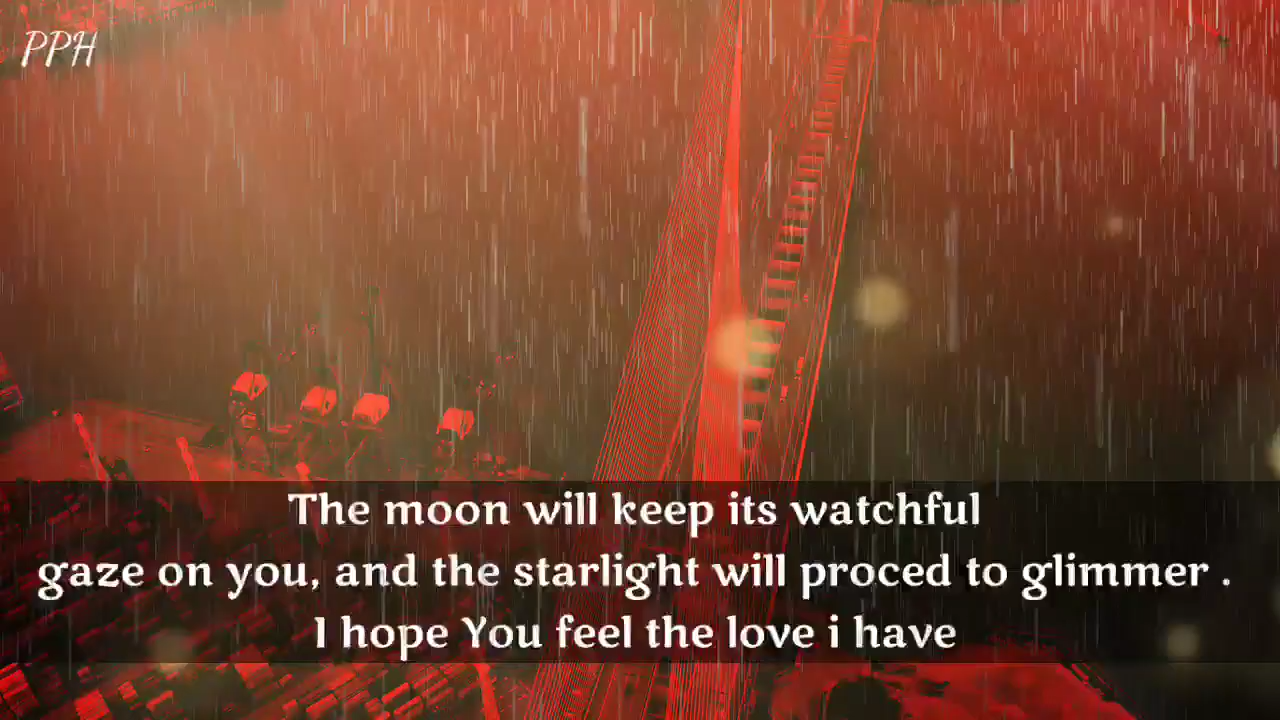 PPH
The moon will keep its watchful
gaze on you, and the starlight will proced to glimmer .
I hope You feel the love i have